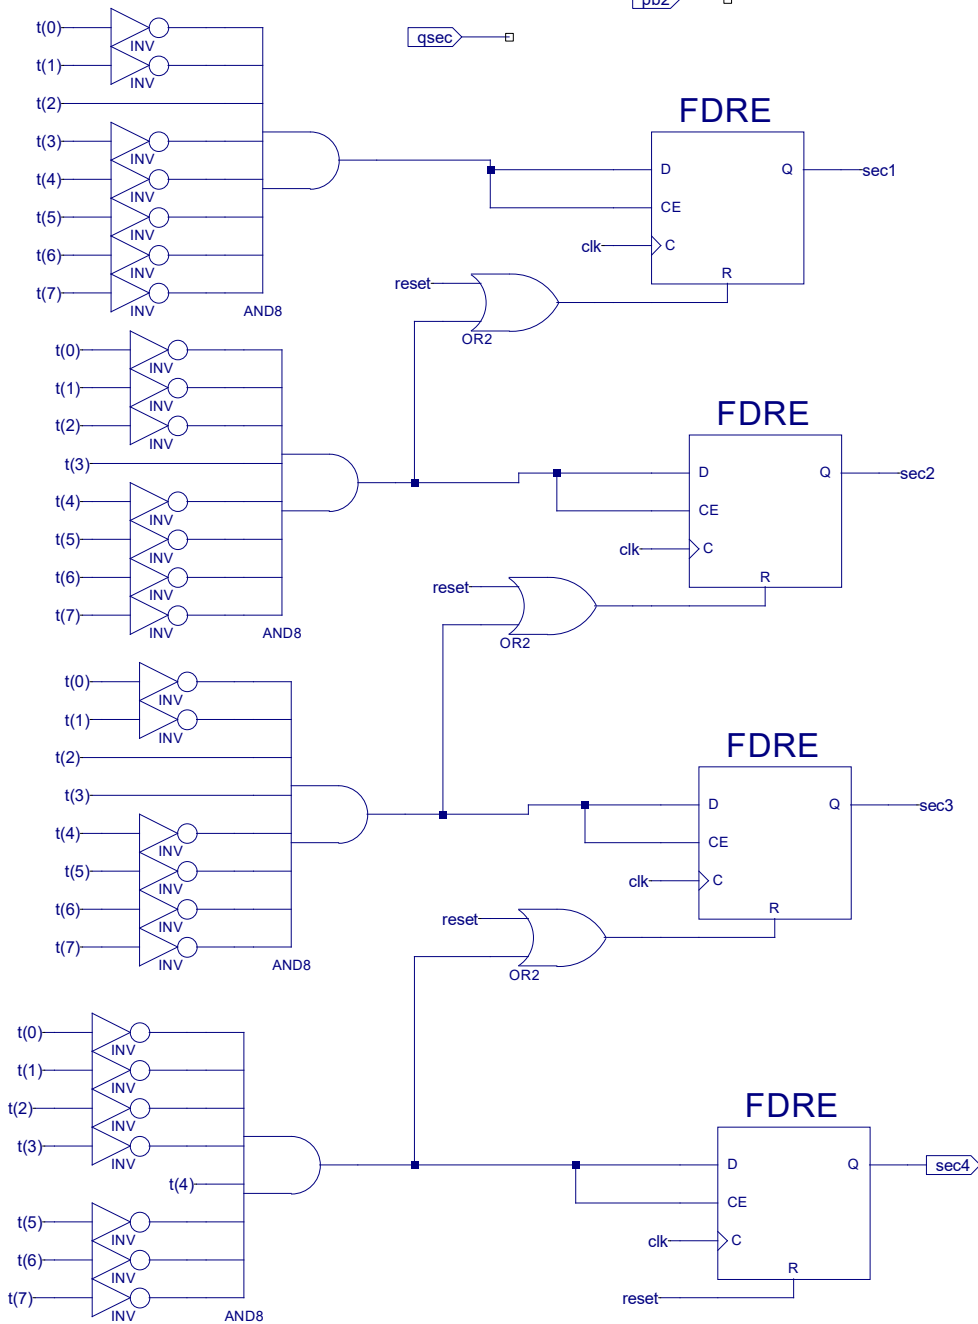 pb2
qsec
t(0)
INV
t(1)
INV
t(2)
t(3)
INV
t(4)
INV
t(5)
INV
t(6)
INV
t(7)
INV
AND8
FDRE
D
Q
sec1
CE
clk
C
R
reset
OR2
t(0)
INV
t(1)
INV
t(2)
INV
t(3)
t(4)
INV
t(5)
INV
t(6)
INV
t(7)
INV
AND8
FDRE
D
Q
sec2
CE
clk
C
R
reset
OR2
t(0)
INV
t(1)
INV
t(2)
t(3)
t(4)
INV
t(5)
INV
t(6)
INV
t(7)
INV
AND8
FDRE
D
Q
sec3
CE
clk
C
R
reset
OR2
t(0)
INV
t(1)
INV
t(2)
INV
t(3)
INV
t(4)
t(5)
INV
t(6)
INV
t(7)
INV
AND8
FDRE
D
Q
sec4
CE
clk
C
R
reset